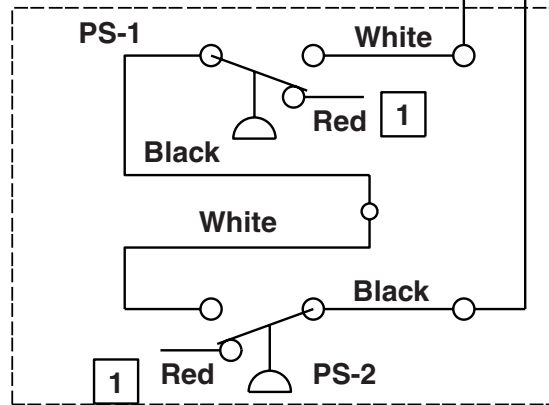 PS-1
White
Red 1
Black
White
Black
1 Red PS-2